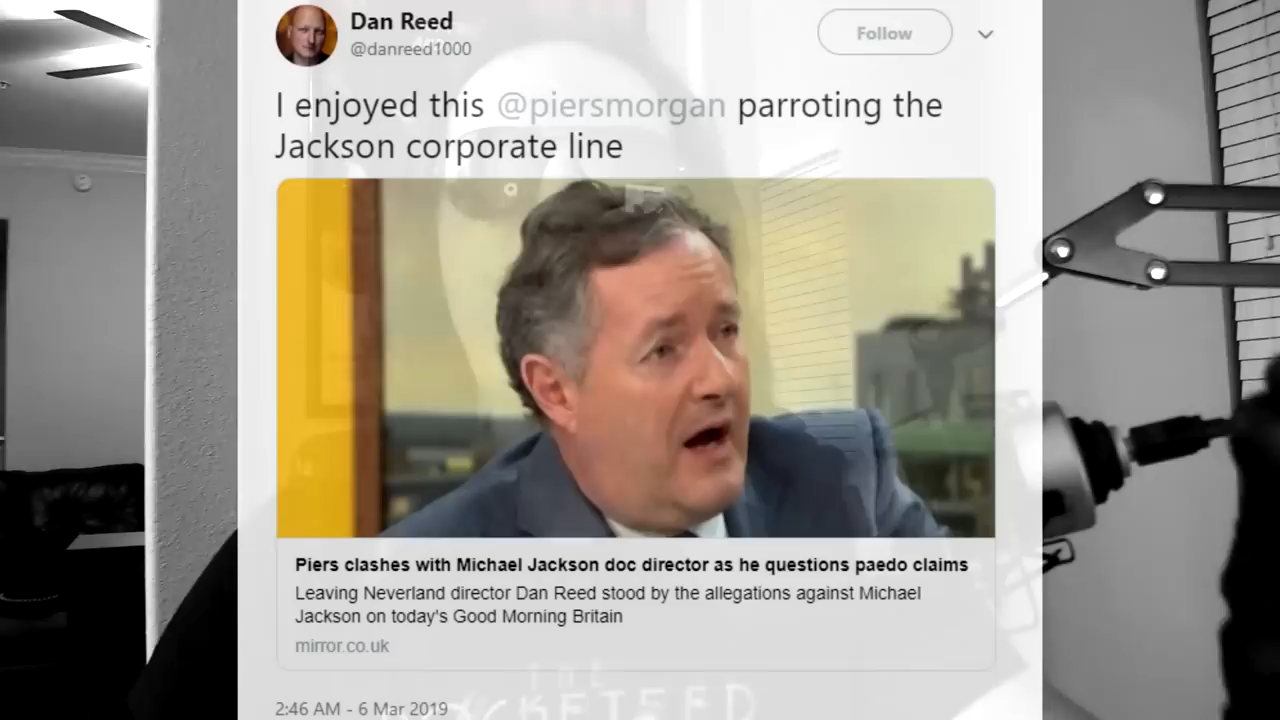 Dan Reed
@danreed1000
Follow
I enjoyed this @piersmorgan parroting the
Jackson corporate line
Piers clashes with Michael Jackson doc director as he questions paedo claims
Leaving Neverland director Dan Reed stood by the allegations against Michael
Jackson on today's Good Morning Britain
mirror.co.uk
THE
2:46 AM - 6 Mar 2019